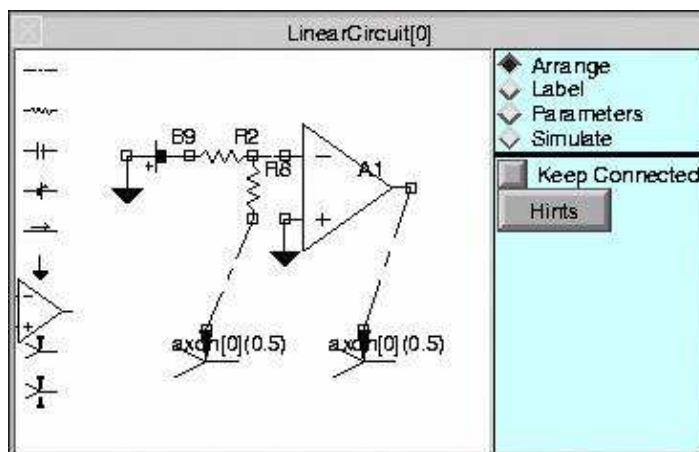 LinearCircuit[0]
Arrange
Label
Parameters
Simulate
Keep Connected
Hints
B9 R2
R8 A1
- +
+
- +
axon[0](0.5) axon[0](0.5)